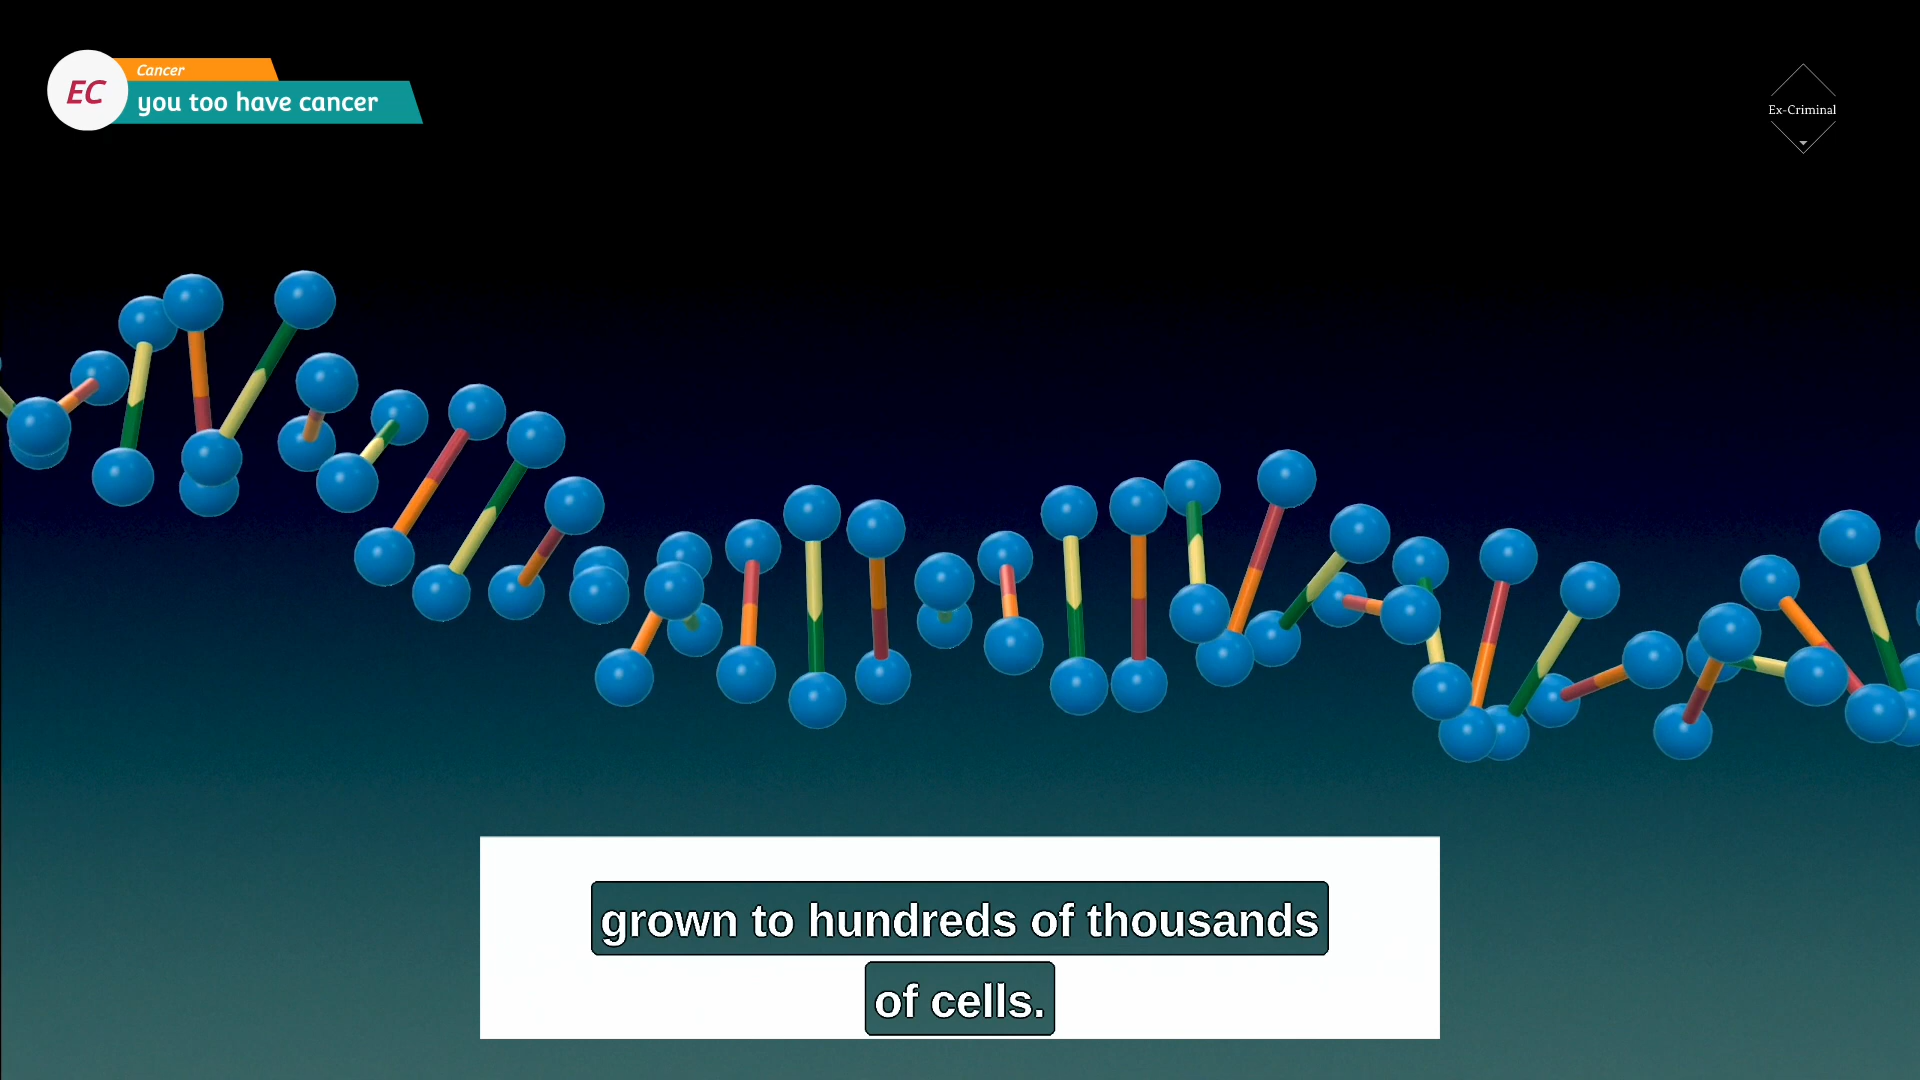 EC
Cancer
you too have cancer
Ex-Criminal
grown to hundreds of thousands
of cells.